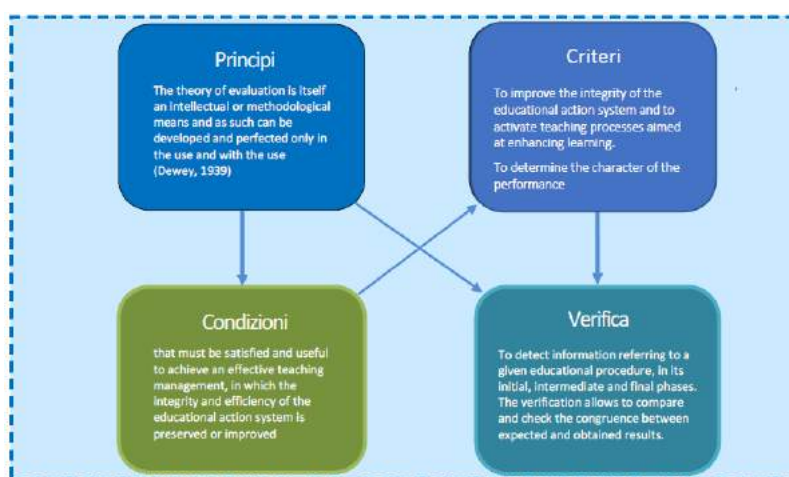 Principi
The theory of evaluation is itself
an intellectual or methodological
means and as such can be
developed and perfected only in
the use and with the use
(Dewey, 1939)
Criteri
To improve the integrity of the
educational action system and to
activate teaching processes aimed
at enhancing learning.
To determine the character of the
performance
Condizioni
that must be satisfied and useful
to achieve an effective teaching
management, in which the
integrity and efficiency of the
educational action system is
preserved or improved
Verifica
To detect information referring to a
given educational procedure, in its
initial, intermediate and final phases.
The verification allows to compare
and check the congruence between
expected and obtained results.